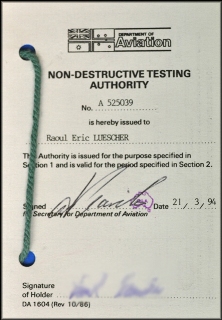 DEPARTMENT OF
Aviation
NON-DESTRUCTIVE TESTING
AUTHORITY
No. A 525039
is hereby issued to
Raoul Eric LUESCHER
This Authority is issued for the purpose specified in
Section 1 and is valid for the period specified in Section 2.
Signed Date 21, 3, 94
for Secretary for Department of Aviation
Signature
of Holder
DA 1604 (Rev 10/86)